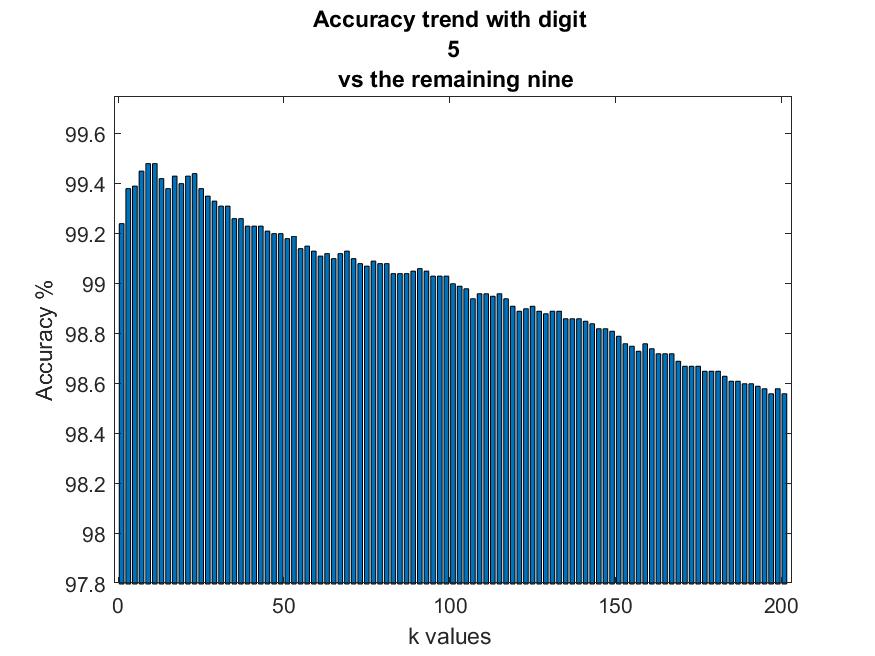 Accuracy trend with digit
5
vs the remaining nine
99.6
99.4
99.2
99
98.8
98.6
98.4
98.2
98
97.8
Accuracy %
0 50 100 150 200
k values